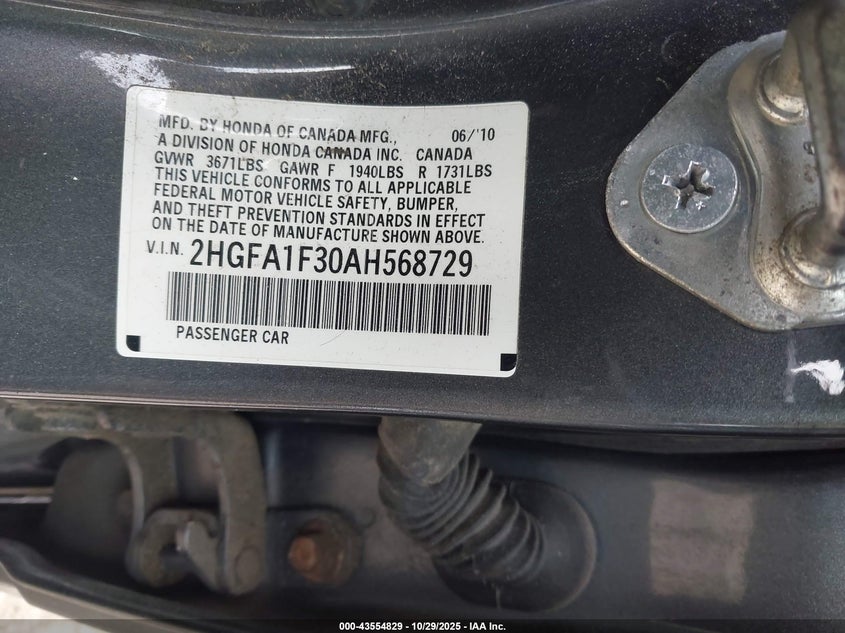 MFD. BY HONDA OF CANADA MFG., 06/'10
A DIVISION OF HONDA CANADA INC. CANADA
GVWR 3671LBS GAWR F 1940LBS R 1731LBS
THIS VEHICLE CONFORMS TO ALL APPLICABLE
FEDERAL MOTOR VEHICLE SAFETY, BUMPER,
AND THEFT PREVENTION STANDARDS IN EFFECT
ON THE DATE OF MANUFACTURE SHOWN ABOVE.
V.I.N. 2HGFA1F30AH568729
PASSENGER CAR
000-43554829 | 10/29/2025 - IAA Inc.